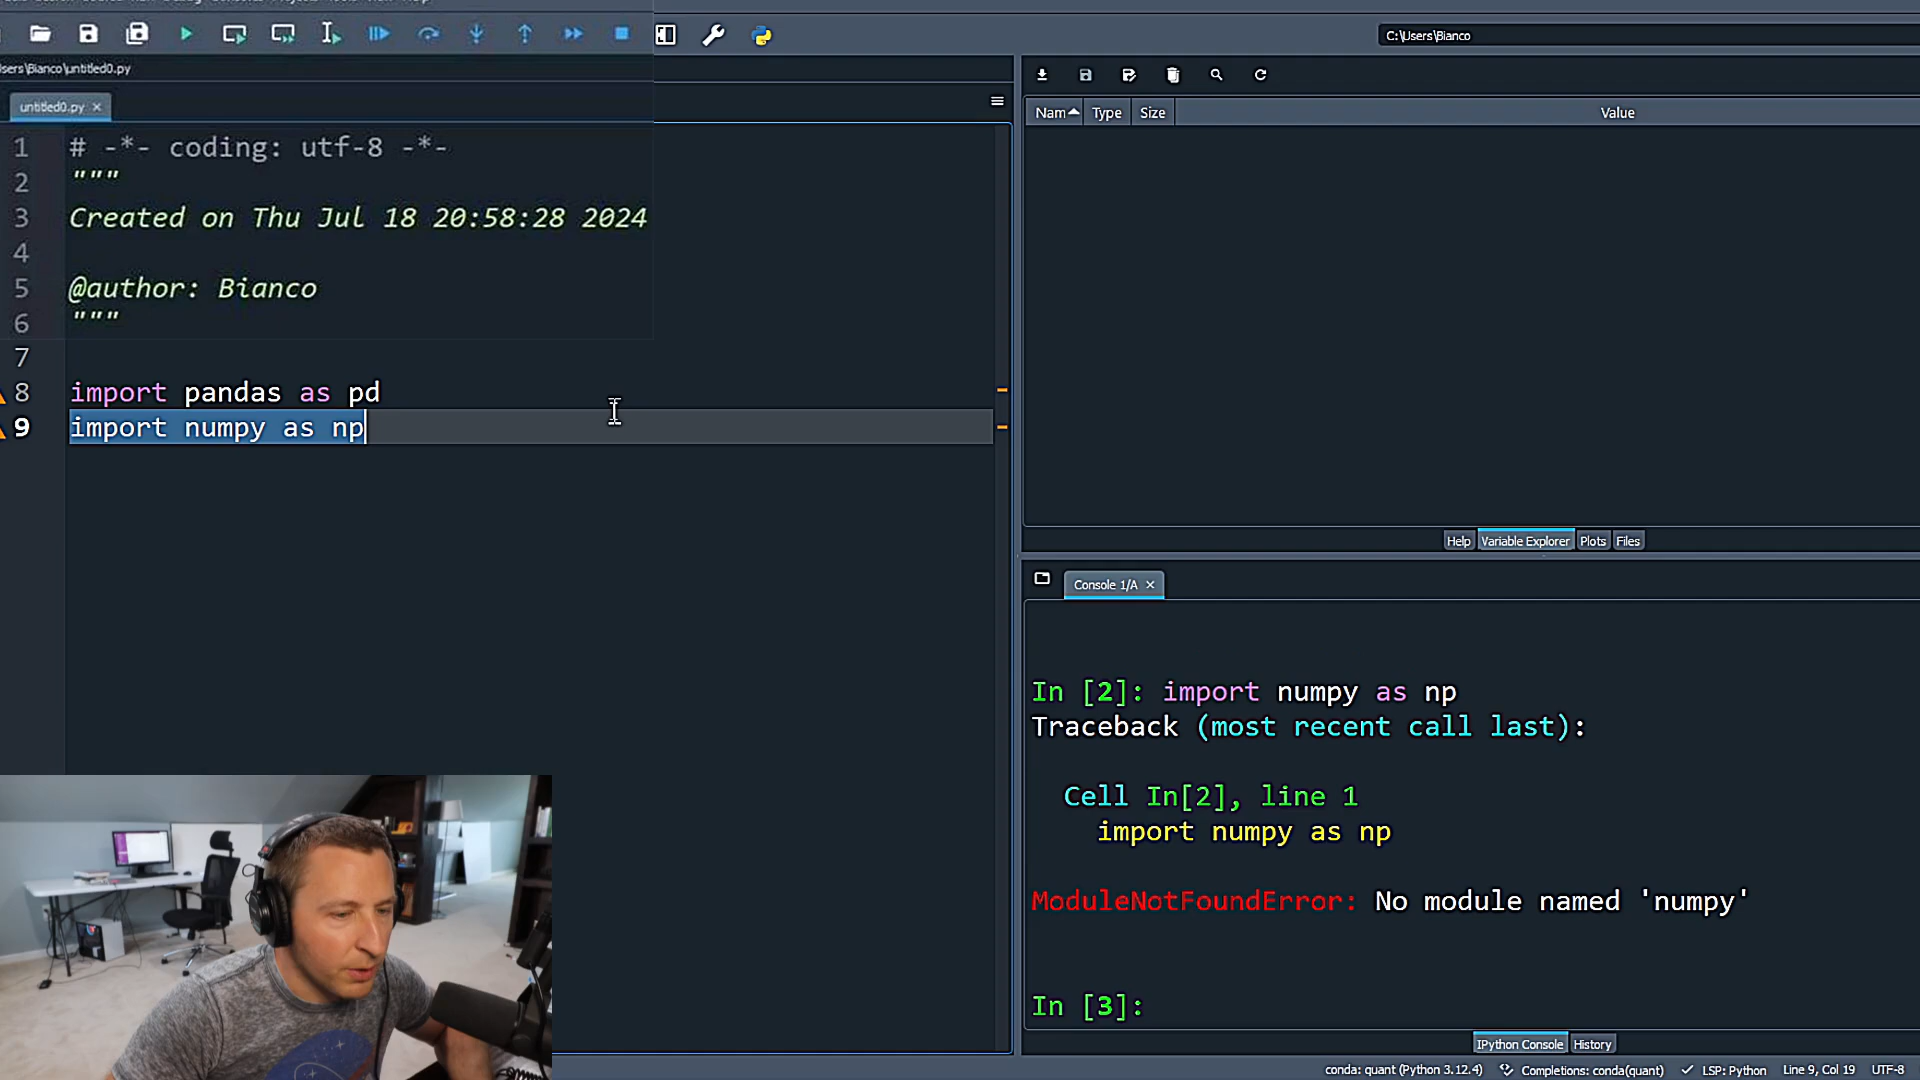 C:\Users\Bianco
sers\Bianco\untitled0.py
untitled0.py
1 # -*- coding: utf-8 -*-
2 """
3 Created on Thu Jul 18 20:58:28 2024
4
5 @author: Bianco
6 """
7
8 import pandas as pd
9 import numpy as np
Nam Type Size Value
Help Variable Explorer Plots Files
Console 1/A
In [2]: import numpy as np
Traceback (most recent call last):
Cell In[2], line 1
import numpy as np
ModuleNotFoundError: No module named 'numpy'
In [3]:
IPython Console History
conda: quant (Python 3.12.4) Completions: conda(quant) LSP: Python Line 9, Col 19 UTF-8